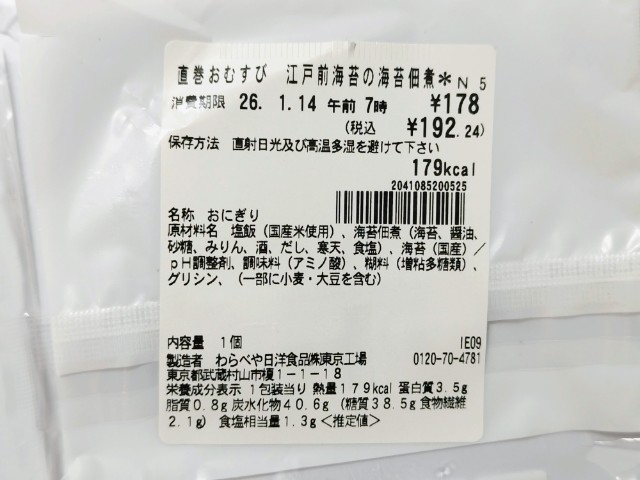 直巻おむすび 江戸前海苔の海苔佃煮＊N 5
消費期限 26. 1.14 午前 7時 ¥178
(税込 ¥192.24)
保存方法 直射日光及び高温多湿を避けて下さい
179kcal
2041085200525
名称 おにぎり
原材料名 塩飯（国産米使用）、海苔佃煮（海苔、醤油、
砂糖、みりん、酒、だし、寒天、食塩）、海苔（国産）／
ｐH調整剤、調味料（アミノ酸）、糊料（増粘多糖類）、
グリシン、（一部に小麦・大豆を含む）
内容量 1個 IE09
製造者 わらべや日洋食品㈱東京工場 0120-70-4781
東京都武蔵村山市榎1－1－18
栄養成分表示 1包装当り 熱量179kcal 蛋白質3.5g
脂質0.8g 炭水化物40.6g （糖質38.5g 食物繊維
2.1g） 食塩相当量1.3g＜推定値＞